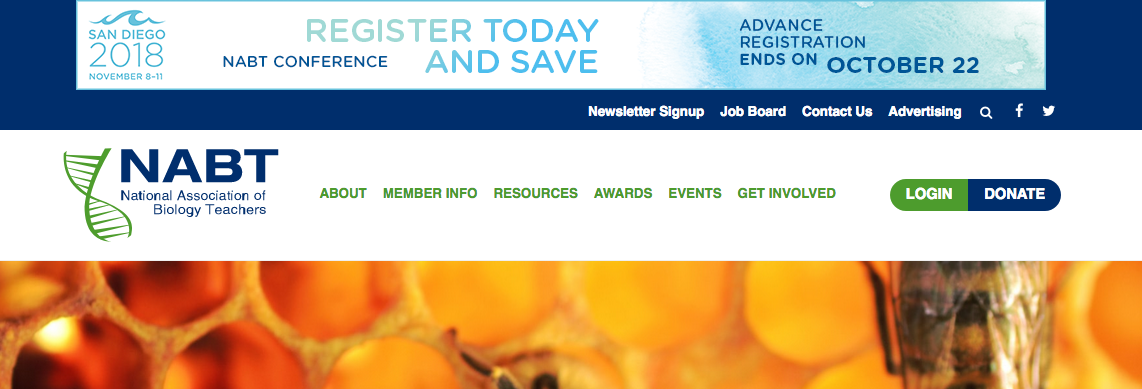 SAN DIEGO
2018
NOVEMBER 8-11
NABT CONFERENCE
REGISTER TODAY
AND SAVE
ADVANCE
REGISTRATION
ENDS ON OCTOBER 22
Newsletter Signup Job Board Contact Us Advertising
NABT
National Association of
Biology Teachers
ABOUT MEMBER INFO RESOURCES AWARDS EVENTS GET INVOLVED
LOGIN DONATE